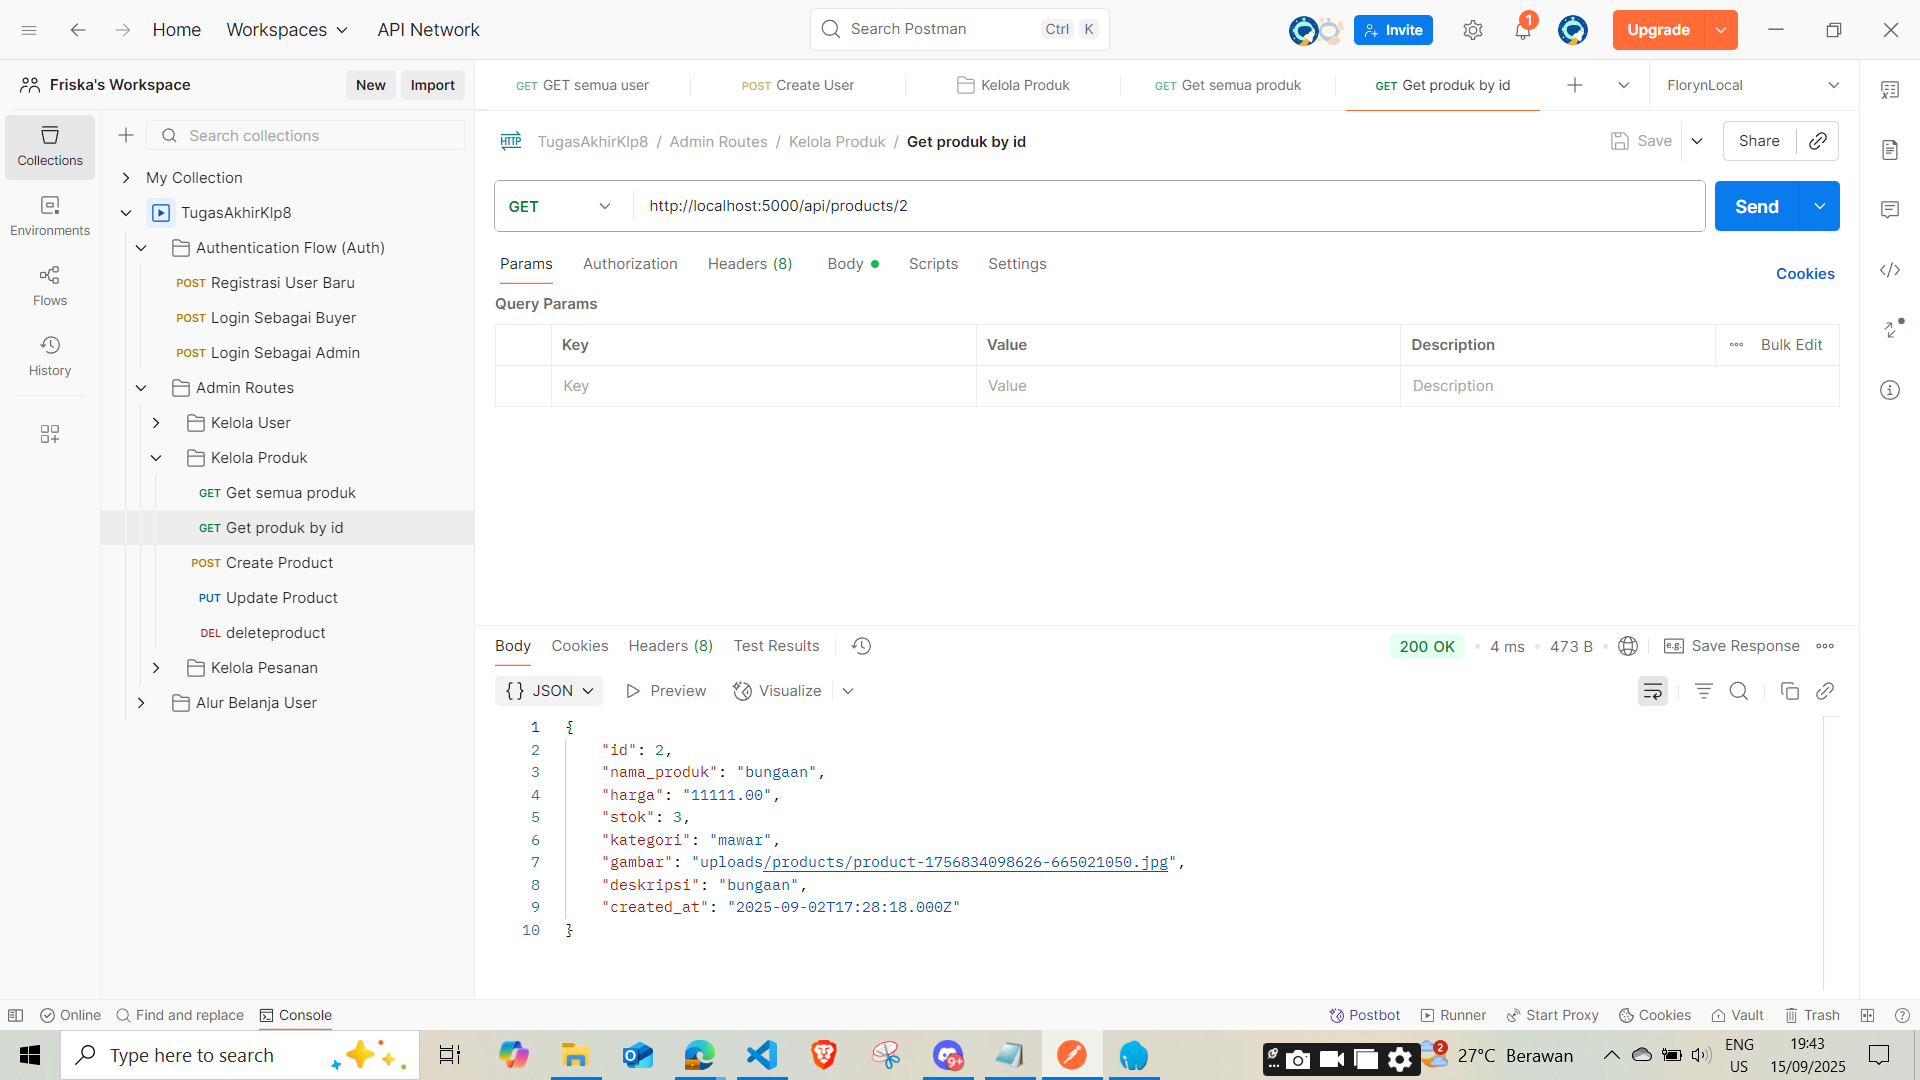 Home
Workspaces
API Network
Search Postman
Ctrl
K
Invite
1
Upgrade
Friska's Workspace
New
Import
GET GET semua user
POST Create User
Kelola Produk
GET Get semua produk
GET Get produk by id
FlorynLocal
Collections
Environments
Flows
History
Search collections
My Collection
TugasAkhirKlp8
Authentication Flow (Auth)
POST Registrasi User Baru
POST Login Sebagai Buyer
POST Login Sebagai Admin
Admin Routes
Kelola User
Kelola Produk
GET Get semua produk
GET Get produk by id
POST Create Product
PUT Update Product
DEL deleteproduct
Kelola Pesanan
Alur Belanja User
HTTP TugasAkhirKlp8 / Admin Routes / Kelola Produk / Get produk by id
Save
Share
GET http://localhost:5000/api/products/2
Send
Params Authorization Headers (8) Body Scripts Settings
Cookies
Query Params
Key Value Description Bulk Edit
Key Value Description
Body Cookies Headers (8) Test Results
200 OK • 4 ms • 473 B •
e.g. Save Response
{} JSON Preview Visualize
1 {
2 "id": 2,
3 "nama_produk": "bungaan",
4 "harga": "11111.00",
5 "stok": 3,
6 "kategori": "mawar",
7 "gambar": "uploads/products/product-1756834098626-665021050.jpg",
8 "deskripsi": "bungaan",
9 "created_at": "2025-09-02T17:28:18.000Z"
10 }
Online Find and replace Console
Postbot Runner Start Proxy Cookies Vault Trash
Type here to search
9+
2
27°C Berawan
ENG
US
19:43
15/09/2025